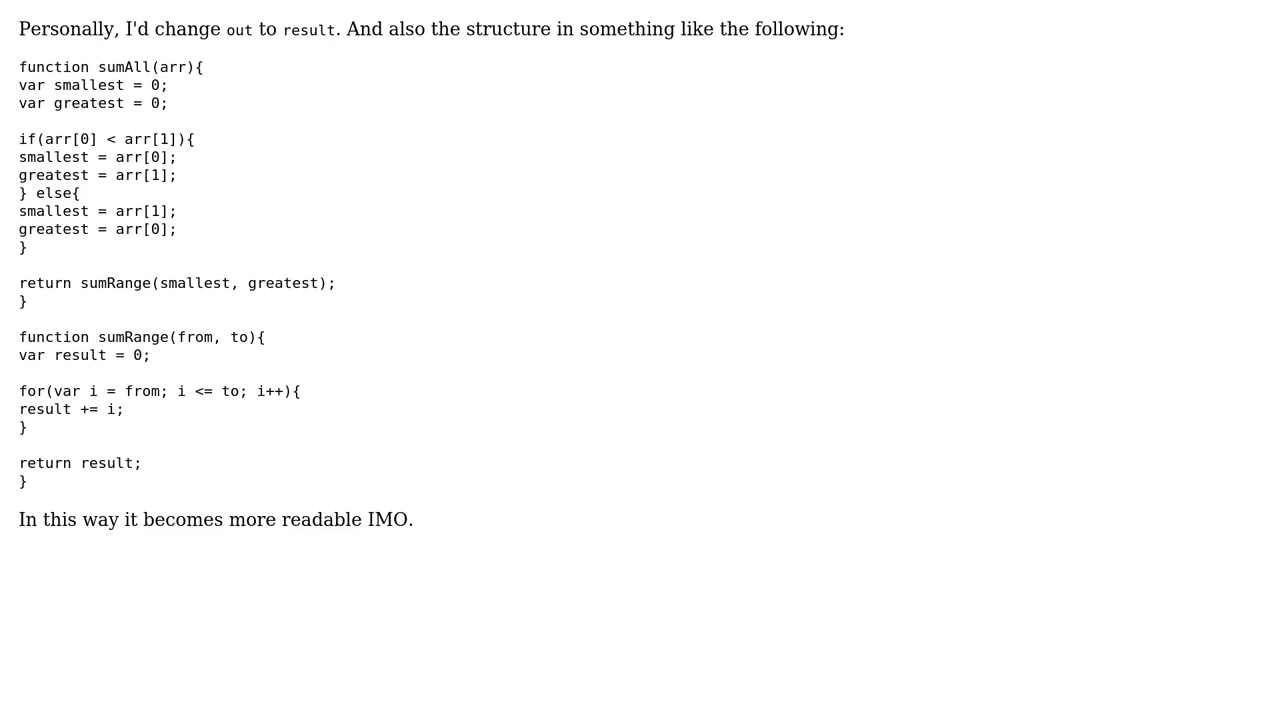 Personally, I'd change out to result. And also the structure in something like the following:
function sumAll(arr){
var smallest = 0;
var greatest = 0;

if(arr[0] < arr[1]){
smallest = arr[0];
greatest = arr[1];
} else{
smallest = arr[1];
greatest = arr[0];
}

return sumRange(smallest, greatest);
}

function sumRange(from, to){
var result = 0;

for(var i = from; i <= to; i++){
result += i;
}

return result;
}
In this way it becomes more readable IMO.